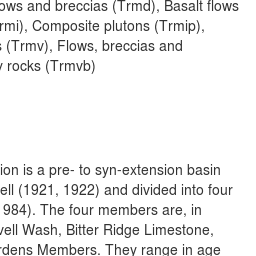 ows and breccias (Trmd), Basalt flows
rmi), Composite plutons (Trmip),
s (Trmv), Flows, breccias and
y rocks (Trmvb)
ion is a pre- to syn-extension basin
ell (1921, 1922) and divided into four
1984). The four members are, in
vell Wash, Bitter Ridge Limestone,
rdens Members. They range in age